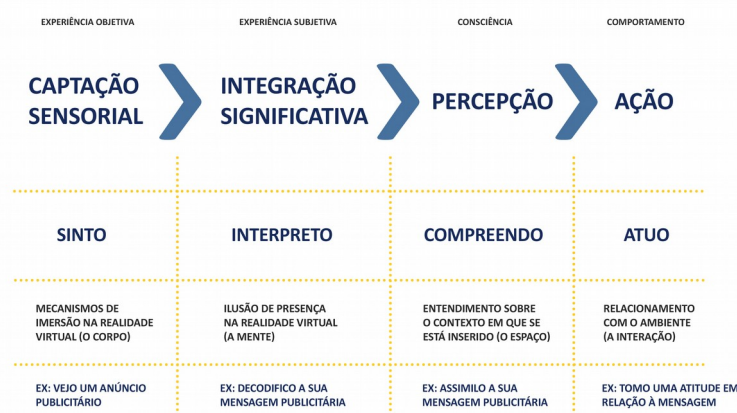 EXPERIÊNCIA OBJETIVA
EXPERIÊNCIA SUBJETIVA
CONSCIÊNCIA
COMPORTAMENTO
CAPTAÇÃO
SENSORIAL
INTEGRAÇÃO
SIGNIFICATIVA
PERCEPÇÃO
AÇÃO
SINTO
INTERPRETO
COMPREENDO
ATUO
MECANISMOS DE
IMERSÃO NA REALIDADE
VIRTUAL (O CORPO)
ILUSÃO DE PRESENÇA
NA REALIDADE VIRTUAL
(A MENTE)
ENTENDIMENTO SOBRE
O CONTEXTO EM QUE SE
ESTÁ INSERIDO (O ESPAÇO)
RELACIONAMENTO
COM O AMBIENTE
(A INTERAÇÃO)
EX: VEJO UM ANÚNCIO
PUBLICITÁRIO
EX: DECODIFICO A SUA
MENSAGEM PUBLICITÁRIA
EX: ASSIMILO A SUA
MENSAGEM PUBLICITÁRIA
EX: TOMO UMA ATITUDE EM
RELAÇÃO À MENSAGEM